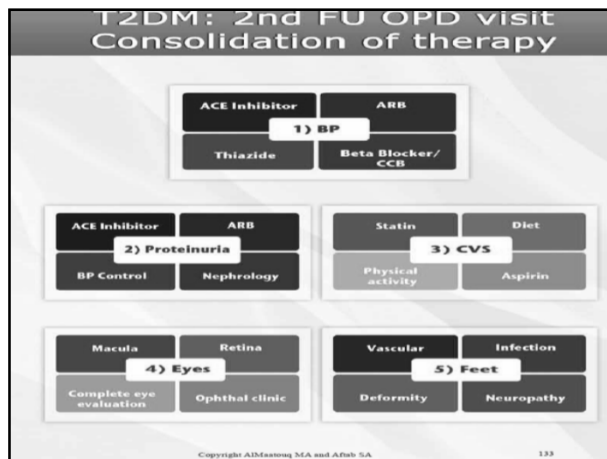 T2DM: 2nd FU OPD visit
Consolidation of therapy
ACE Inhibitor ARB
1) BP
Thiazide Beta Blocker/
CCB
ACE Inhibitor ARB
2) Proteinuria
BP Control Nephrology
Statin Diet
3) CVS
Physical
activity Aspirin
Macula Retina
4) Eyes
Complete eye
evaluation Ophthal clinic
Vascular Infection
5) Feet
Deformity Neuropathy
Copyright AlMaatouq MA and Aftab SA 133